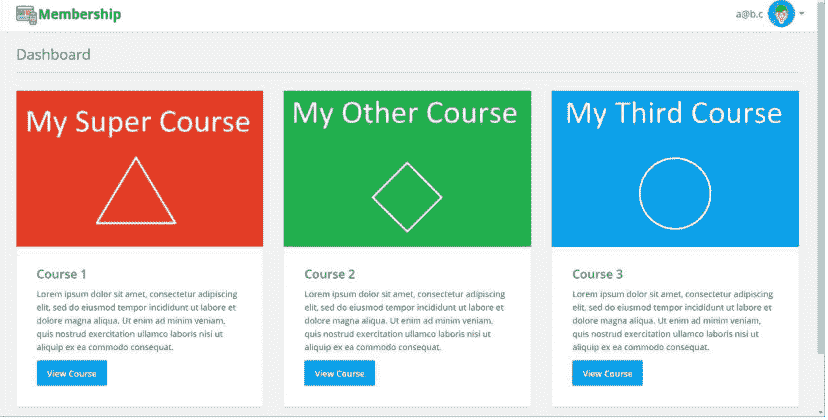 Membership
a@b.c
Dashboard
My Super Course
My Other Course
My Third Course
Course 1
Lorem ipsum dolor sit amet, consectetur adipiscing
elit, sed do eiusmod tempor incididunt ut labore et
dolore magna aliqua. Ut enim ad minim veniam,
quis nostrud exercitation ullamco laboris nisi ut
aliquip ex ea commodo consequat.
View Course
Course 2
Lorem ipsum dolor sit amet, consectetur adipiscing
elit, sed do eiusmod tempor incididunt ut labore et
dolore magna aliqua. Ut enim ad minim veniam,
quis nostrud exercitation ullamco laboris nisi ut
aliquip ex ea commodo consequat.
View Course
Course 3
Lorem ipsum dolor sit amet, consectetur adipiscing
elit, sed do eiusmod tempor incididunt ut labore et
dolore magna aliqua. Ut enim ad minim veniam,
quis nostrud exercitation ullamco laboris nisi ut
aliquip ex ea commodo consequat.
View Course